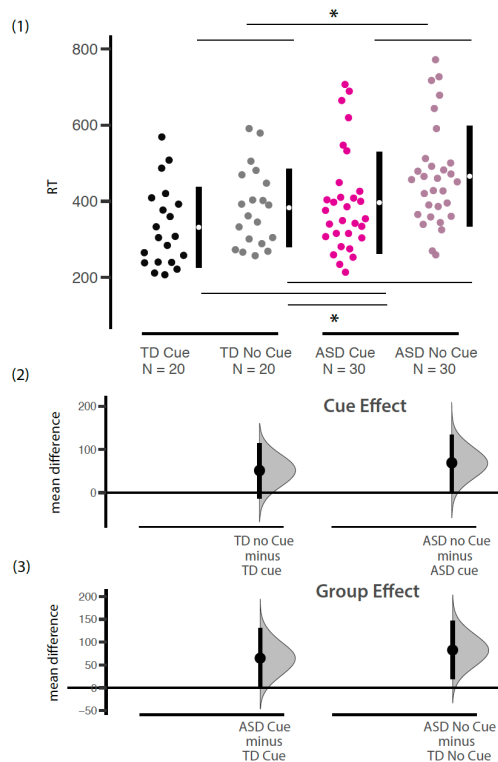 (1)
*
800
600
RT
400
200
*
TD Cue
N = 20
TD No Cue
N = 20
ASD Cue
N = 30
ASD No Cue
N = 30
(2)
Cue Effect
mean difference
200
100
0
TD no Cue
minus
TD cue
ASD no Cue
minus
ASD cue
(3)
Group Effect
mean difference
200
150
100
50
0
−50
ASD Cue
minus
TD Cue
ASD No Cue
minus
TD No Cue